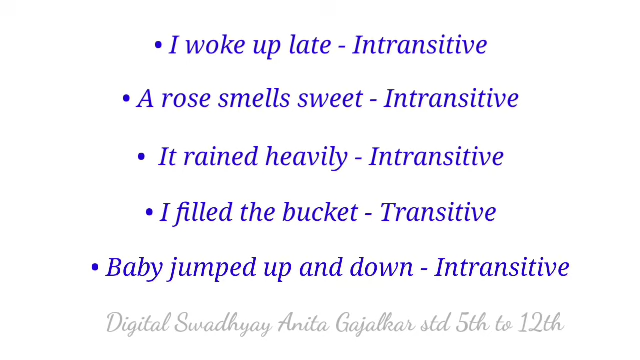 • I woke up late - Intransitive
• A rose smells sweet - Intransitive
• It rained heavily - Intransitive
• I filled the bucket - Transitive
• Baby jumped up and down - Intransitive
Digital Swadhyay Anita Gajalkar std 5th to 12th